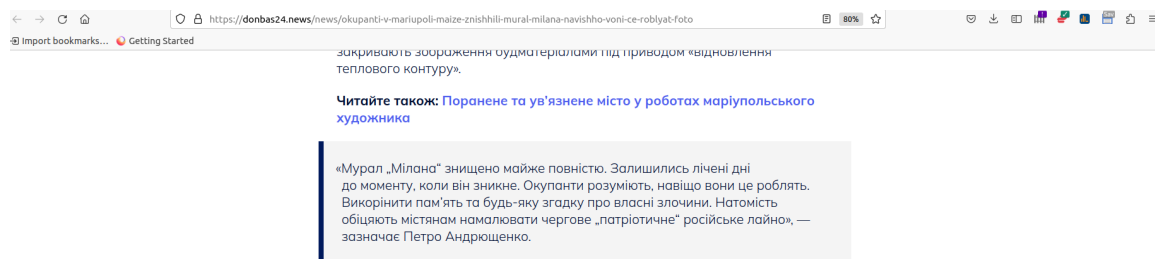 https://donbas24.news/news/okupanti-v-mariupoli-maize-znishhili-mural-milana-navishho-voni-ce-roblyat-foto
80%
Import bookmarks...
Getting Started
закривають зображення будматеріалами під приводом «відновлення
теплового контуру».
Читайте також: Поранене та ув'язнене місто у роботах маріупольського
художника
«Мурал „Мілана“ знищено майже повністю. Залишились лічені дні
до моменту, коли він зникне. Окупанти розуміють, навіщо вони це роблять.
Викорінити пам’ять та будь-яку згадку про власні злочини. Натомість
обіцяють містянам намалювати чергове „патріотичне“ російське лайно», —
зазначає Петро Андрющенко.